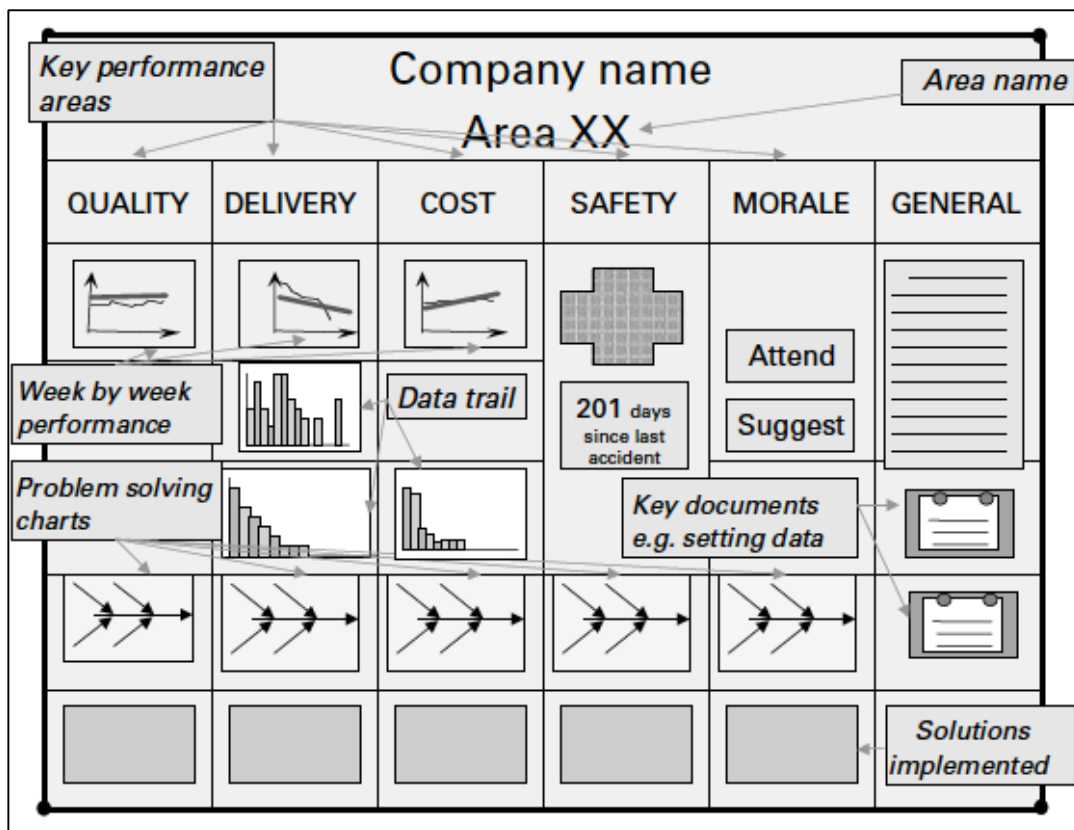 Key performance
areas
Company name
Area name
Area XX
QUALITY
DELIVERY
COST
SAFETY
MORALE
GENERAL
Week by week
performance
Data trail
201 days
since last
accident
Attend
Suggest
Problem solving
charts
Key documents
e.g. setting data
Solutions
implemented